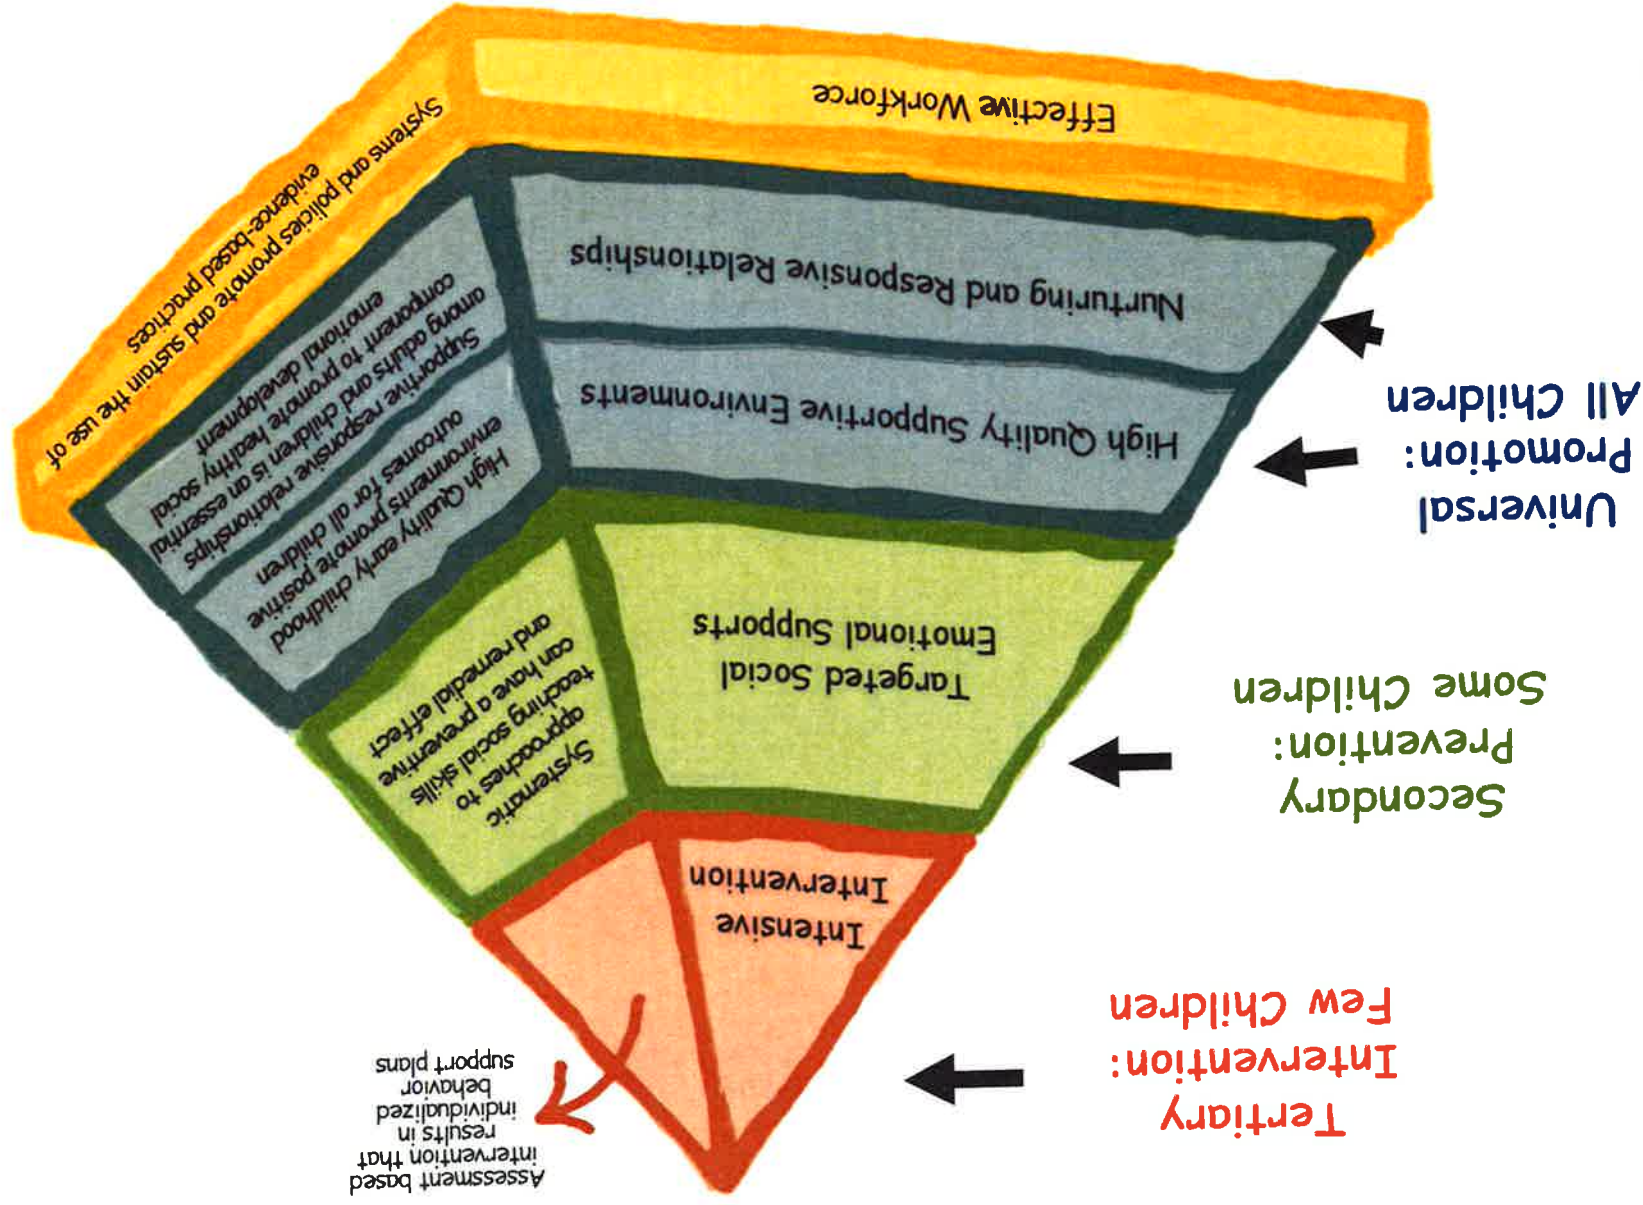 Tertiary
Intervention:
Few Children
Assessment based
intervention that
results in
individualized
behavior
support plans
Intensive
Intervention
Secondary
Prevention:
Some Children
Targeted Social
Emotional Supports
Systematic
approaches to
teaching social skills
can have a preventive
and remedial effect
Universal
Promotion:
All Children
High Quality Supportive Environments
High Quality early childhood
environments promote positive
outcomes for all children
Nurturing and Responsive Relationships
Supportive responsive relationships
among adults and children is an essential
component to promote healthy social
emotional development
Effective Workforce
Systems and policies promote and sustain the use of
evidence-based practices